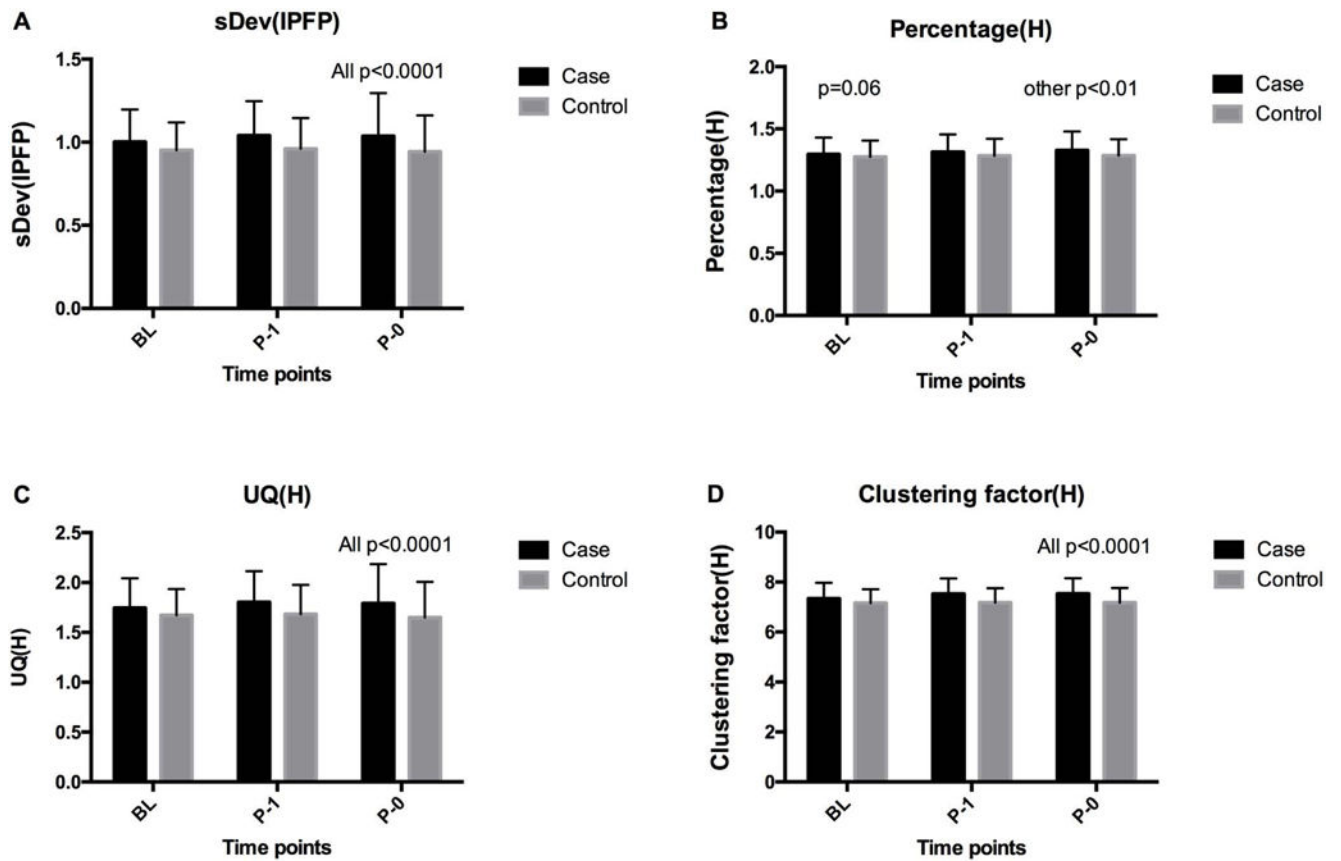 A
sDev(IPFP)
All p<0.0001
Case
Control
sDev(IPFP)
1.5
1.0
0.5
0.0
BL
P-1
P-0
Time points
B
Percentage(H)
p=0.06
other p<0.01
Case
Control
Percentage(H)
2.0
1.5
1.0
0.5
0.0
BL
P-1
P-0
Time points
C
UQ(H)
All p<0.0001
Case
Control
UQ(H)
2.5
2.0
1.5
1.0
0.5
0.0
BL
P-1
P-0
Time points
D
Clustering factor(H)
All p<0.0001
Case
Control
Clustering factor(H)
10
8
6
4
2
0
BL
P-1
P-0
Time points